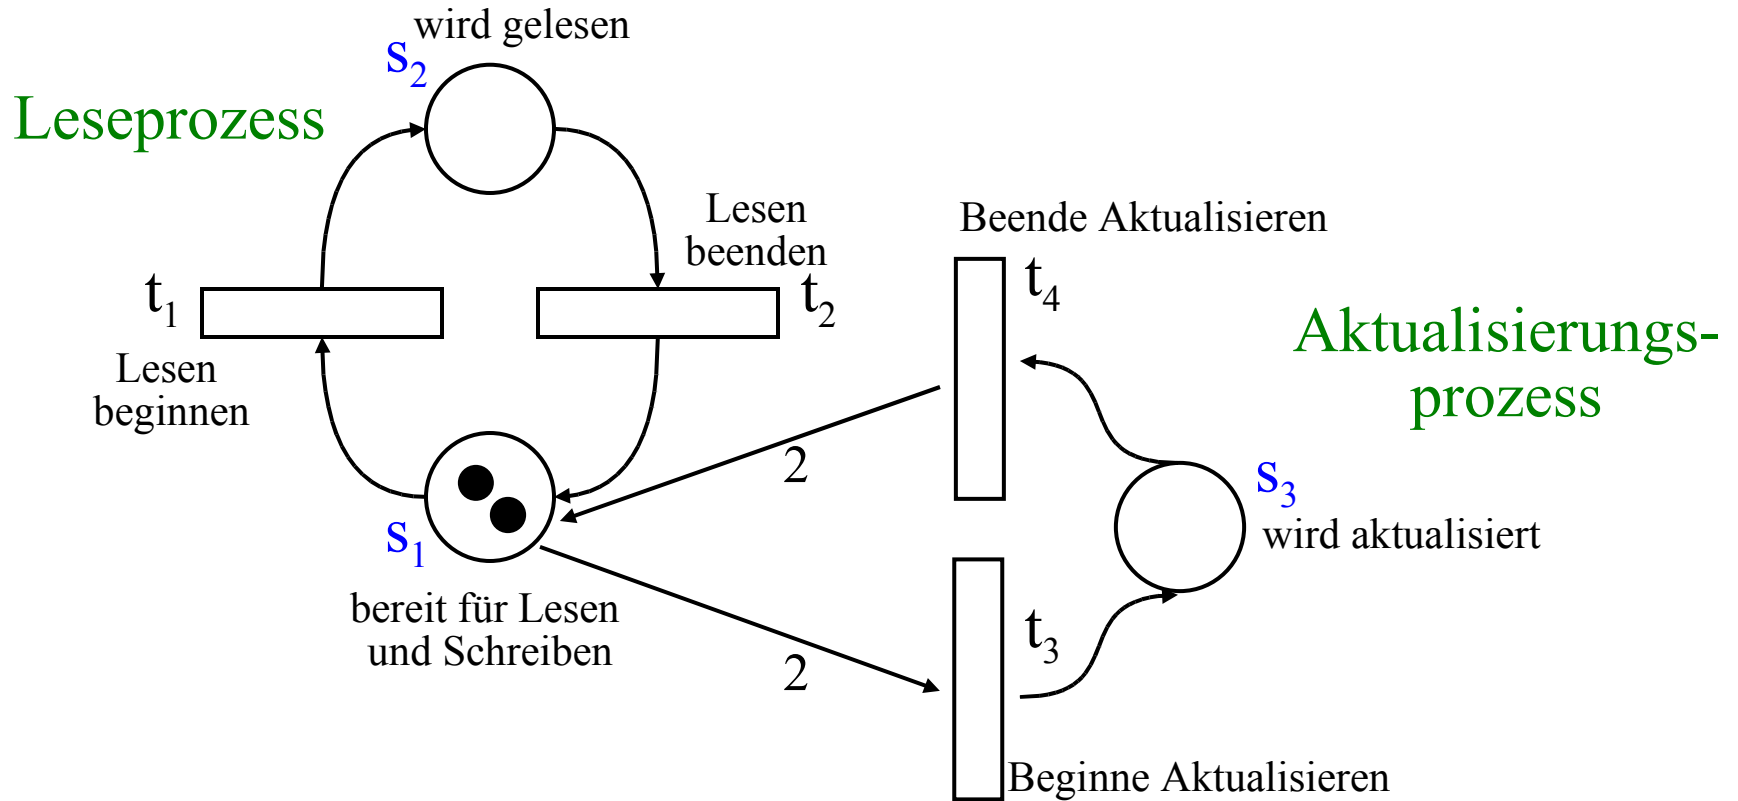 wird gelesen
s2
Leseprozess
Lesen
beenden
t1
t2
Lesen
beginnen
Beende Aktualisieren
t4
Aktualisierungs-
prozess
2
s3
wird aktualisiert
s1
bereit für Lesen
und Schreiben
2
t3
Beginne Aktualisieren